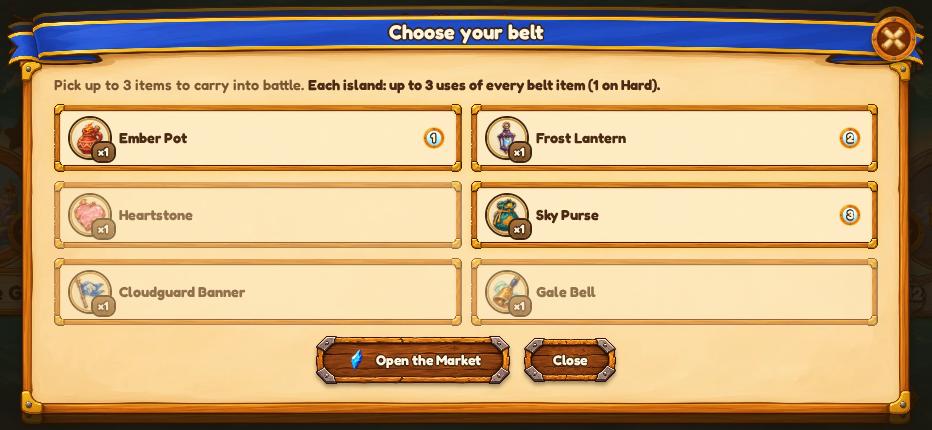 Choose your belt
Pick up to 3 items to carry into battle. Each island: up to 3 uses of every belt item (1 on Hard).
Ember Pot
x1
1
Frost Lantern
x1
2
Heartstone
x1
Sky Purse
x1
3
Cloudguard Banner
x1
Gale Bell
x1
Open the Market
Close